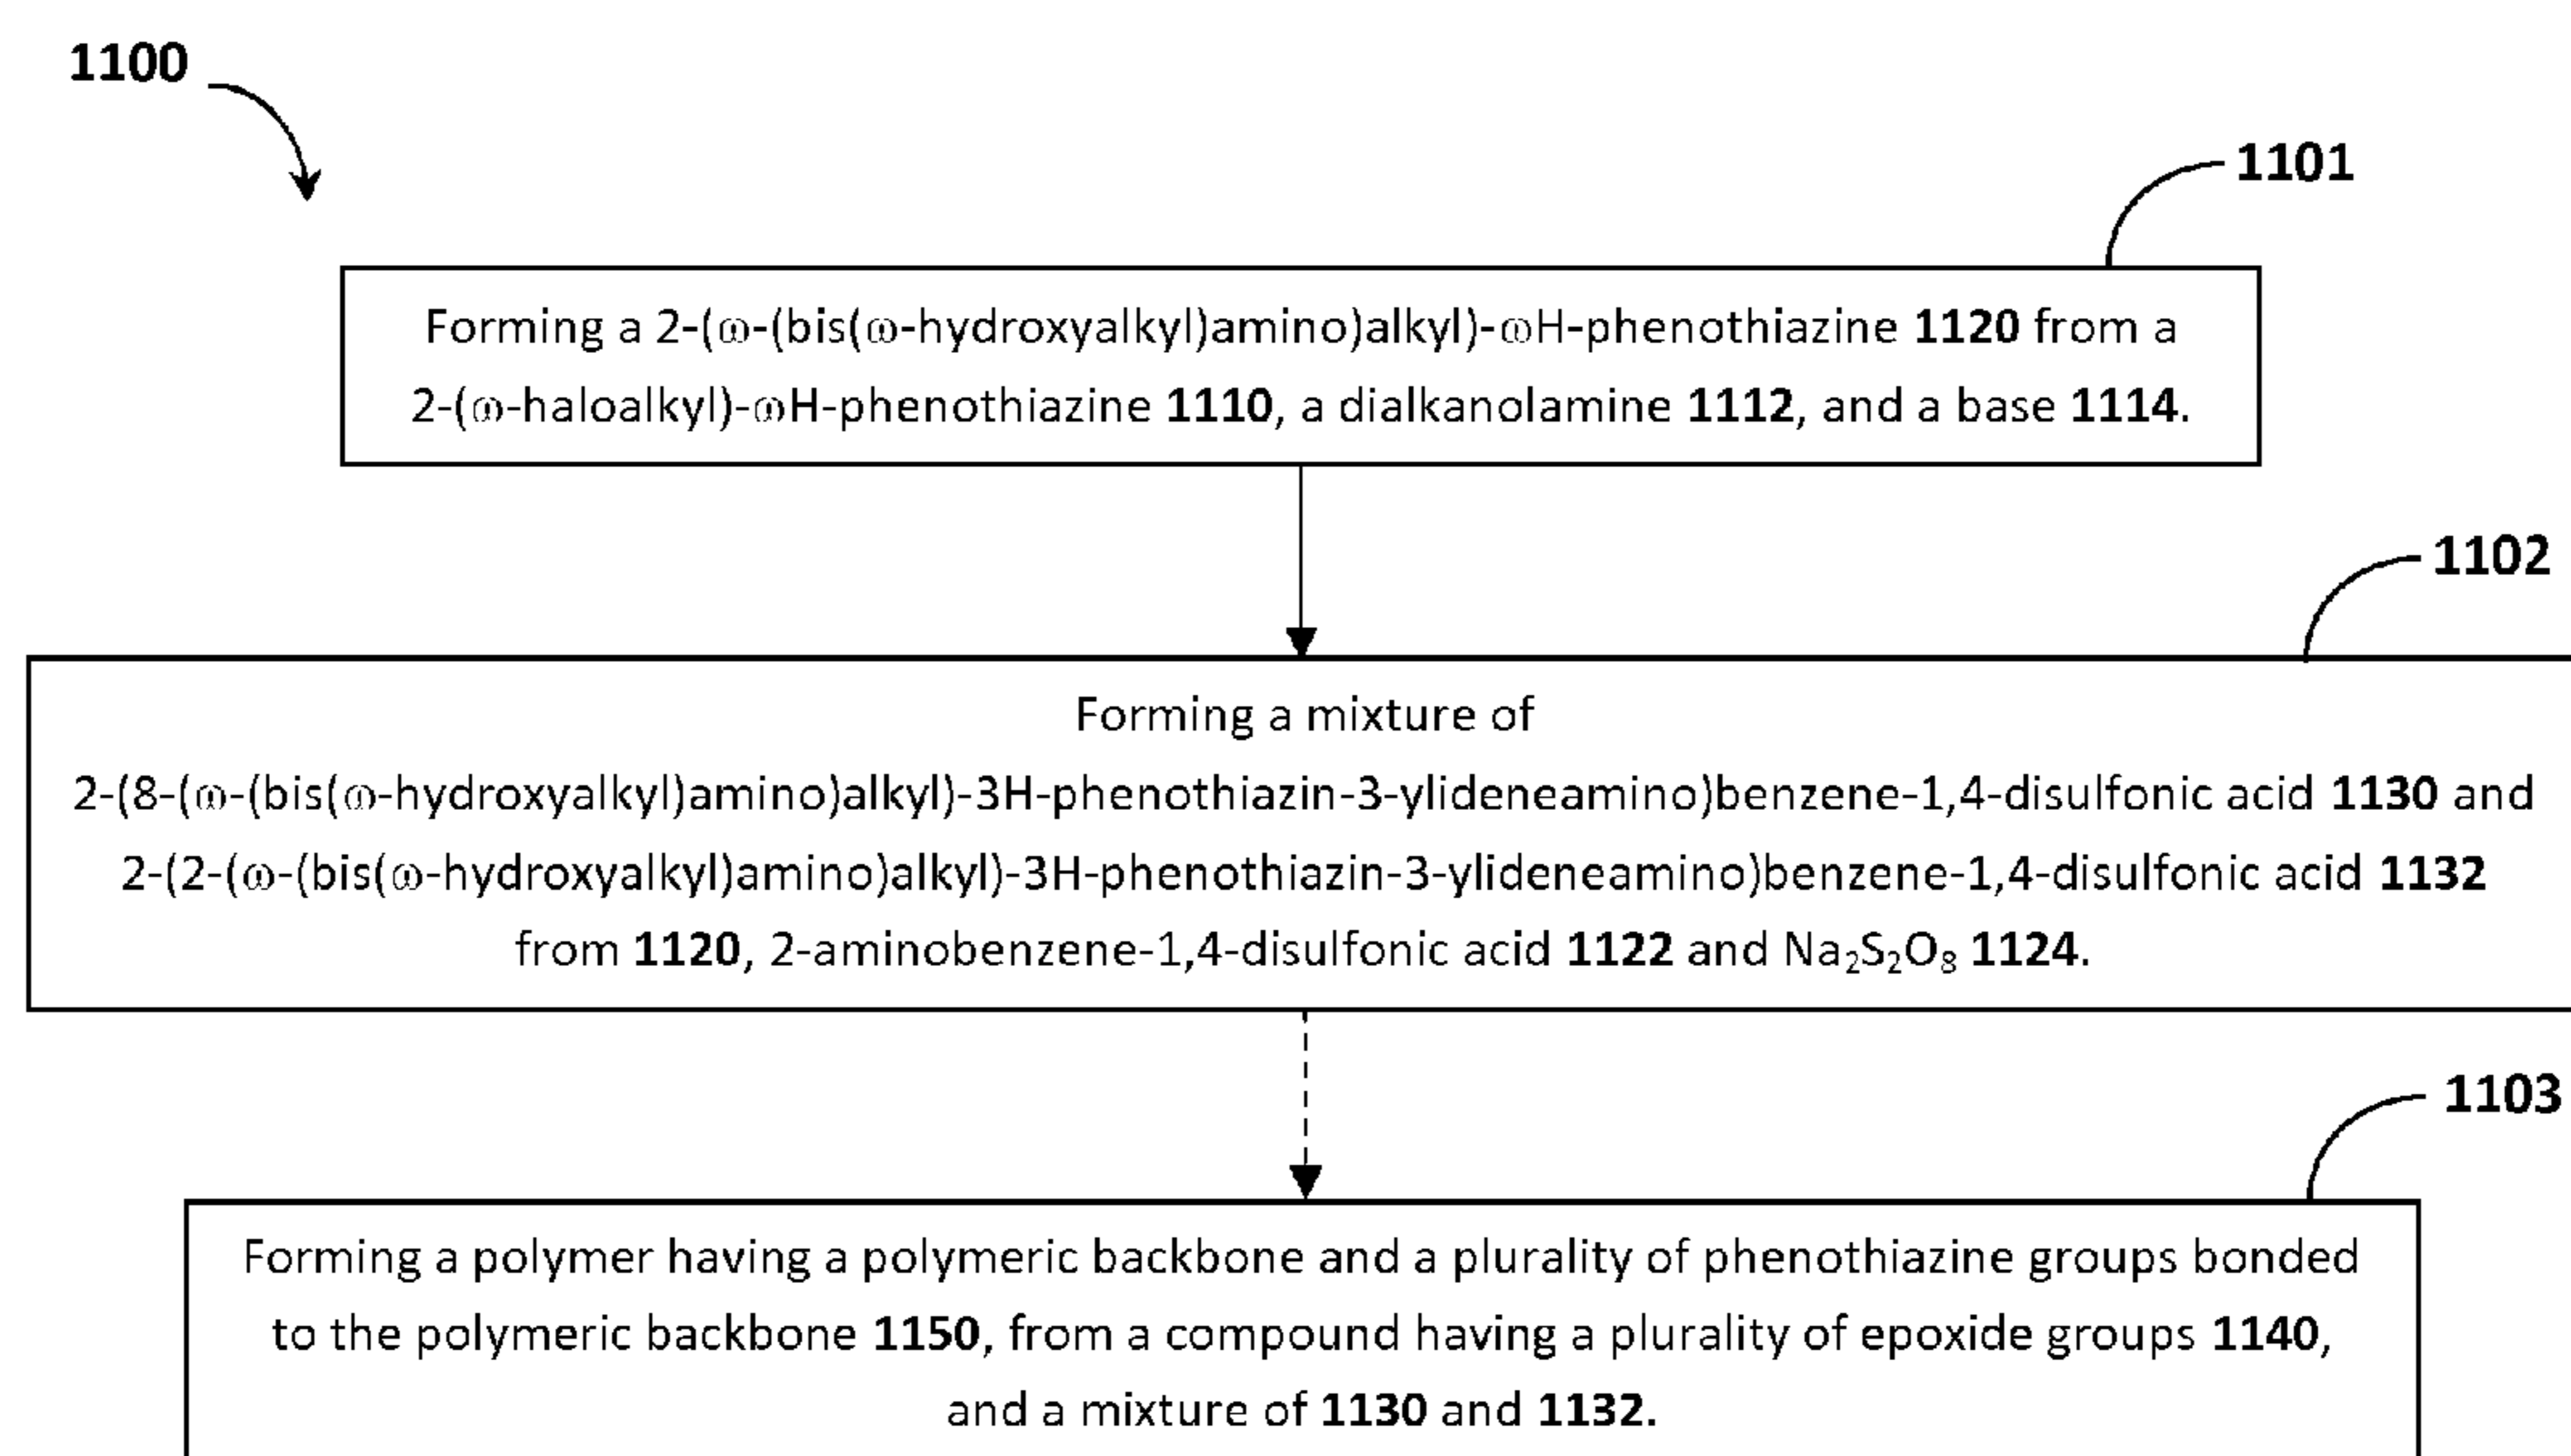 1100
1101
Forming a 2-(ω-(bis(ω-hydroxyalkyl)amino)alkyl)-ωH-phenothiazine 1120 from a
2-(ω-haloalkyl)-ωH-phenothiazine 1110, a dialkanolamine 1112, and a base 1114.
1102
Forming a mixture of
2-(8-(ω-(bis(ω-hydroxyalkyl)amino)alkyl)-3H-phenothiazin-3-ylideneamino)benzene-1,4-disulfonic acid 1130 and
2-(2-(ω-(bis(ω-hydroxyalkyl)amino)alkyl)-3H-phenothiazin-3-ylideneamino)benzene-1,4-disulfonic acid 1132
from 1120, 2-aminobenzene-1,4-disulfonic acid 1122 and Na₂S₂O₈ 1124.
1103
Forming a polymer having a polymeric backbone and a plurality of phenothiazine groups bonded
to the polymeric backbone 1150, from a compound having a plurality of epoxide groups 1140,
and a mixture of 1130 and 1132.